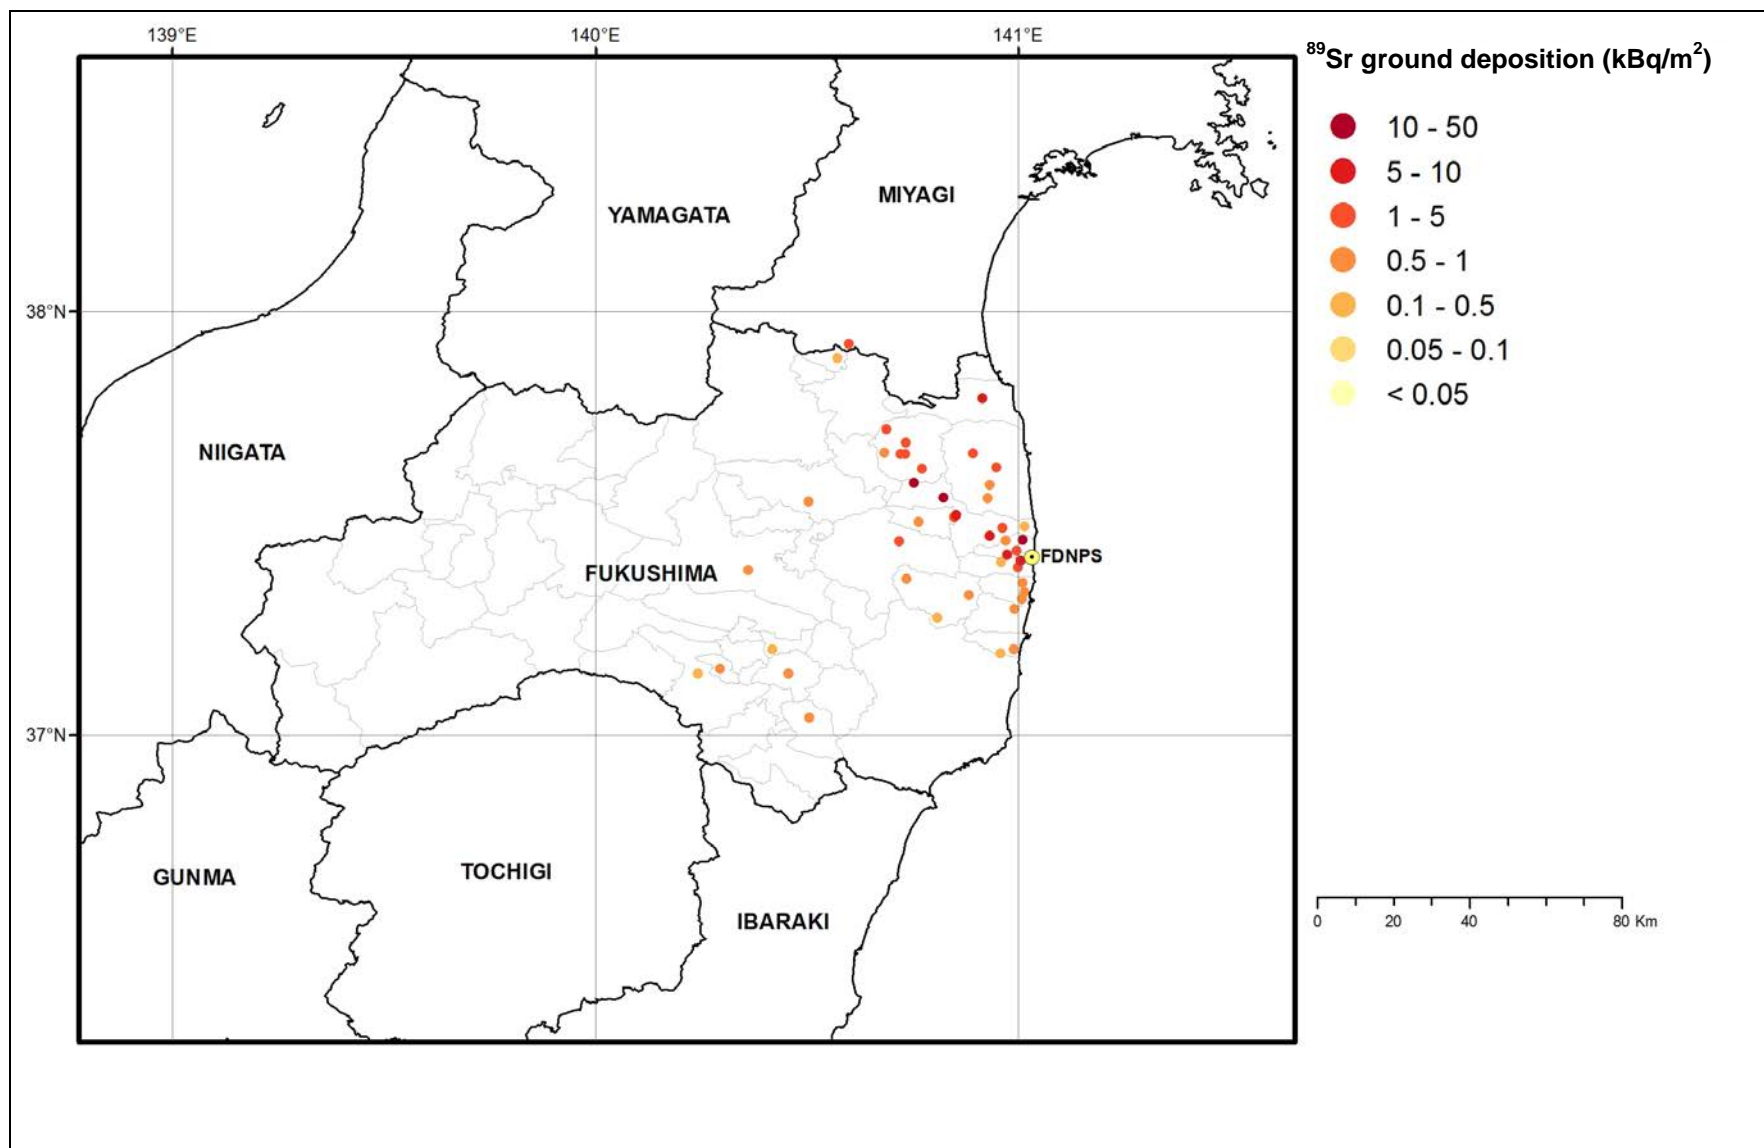 139°E
140°E
141°E
⁸⁹Sr ground deposition (kBq/m²)
10 - 50
5 - 10
1 - 5
0.5 - 1
0.1 - 0.5
0.05 - 0.1
< 0.05
MIYAGI
YAMAGATA
38°N
NIIGATA
FDNPS
FUKUSHIMA
37°N
GUNMA
TOCHIGI
IBARAKI
0 20 40 80 Km